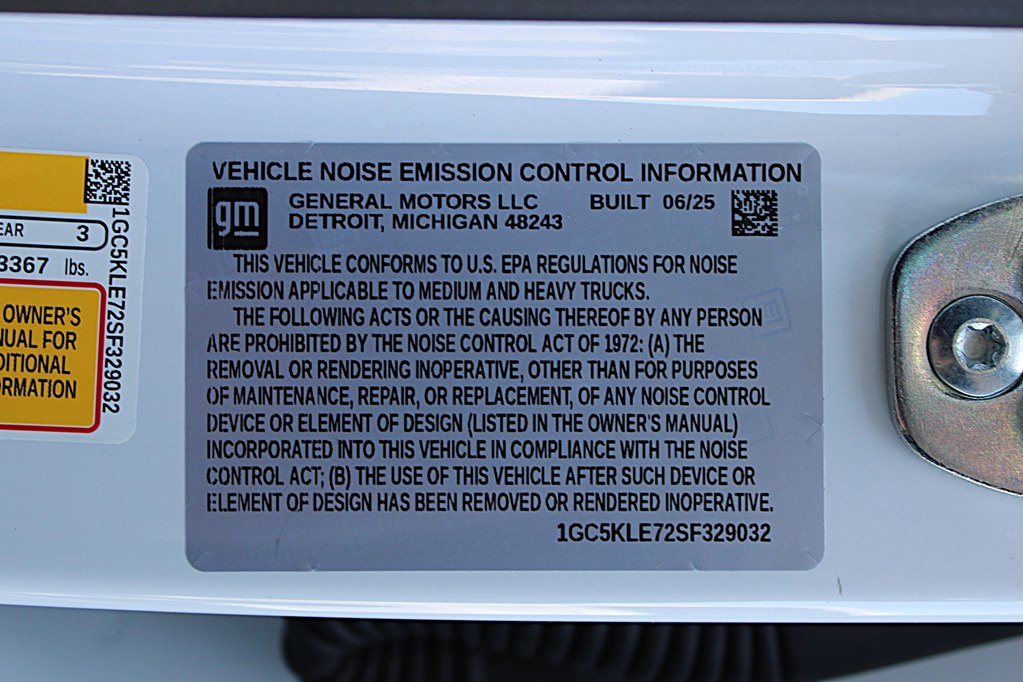 VEHICLE NOISE EMISSION CONTROL INFORMATION
gm
GENERAL MOTORS LLC BUILT 06/25
DETROIT, MICHIGAN 48243
THIS VEHICLE CONFORMS TO U.S. EPA REGULATIONS FOR NOISE
EMISSION APPLICABLE TO MEDIUM AND HEAVY TRUCKS.
THE FOLLOWING ACTS OR THE CAUSING THEREOF BY ANY PERSON
ARE PROHIBITED BY THE NOISE CONTROL ACT OF 1972: (A) THE
REMOVAL OR RENDERING INOPERATIVE, OTHER THAN FOR PURPOSES
OF MAINTENANCE, REPAIR, OR REPLACEMENT, OF ANY NOISE CONTROL
DEVICE OR ELEMENT OF DESIGN (LISTED IN THE OWNER'S MANUAL)
INCORPORATED INTO THIS VEHICLE IN COMPLIANCE WITH THE NOISE
CONTROL ACT; (B) THE USE OF THIS VEHICLE AFTER SUCH DEVICE OR
ELEMENT OF DESIGN HAS BEEN REMOVED OR RENDERED INOPERATIVE.
1GC5KLE72SF329032
EAR 3
3367 lbs.
OWNER'S
NUAL FOR
DITIONAL
ORMATION
1GC5KLE72SF329032